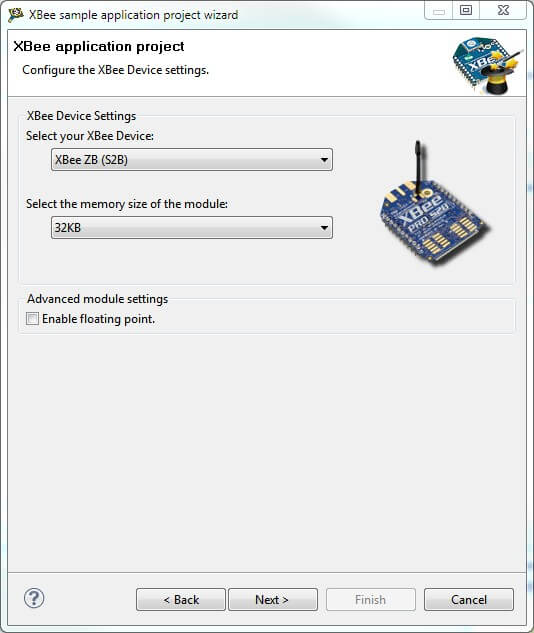 XBee sample application project wizard
XBee application project
Configure the XBee Device settings.
XBee
XBee Device Settings
Select your XBee Device:
XBee ZB (S2B)
Select the memory size of the module:
32KB
XBee
PRO S2B
Advanced module settings
Enable floating point.
?
< Back
Next >
Finish
Cancel